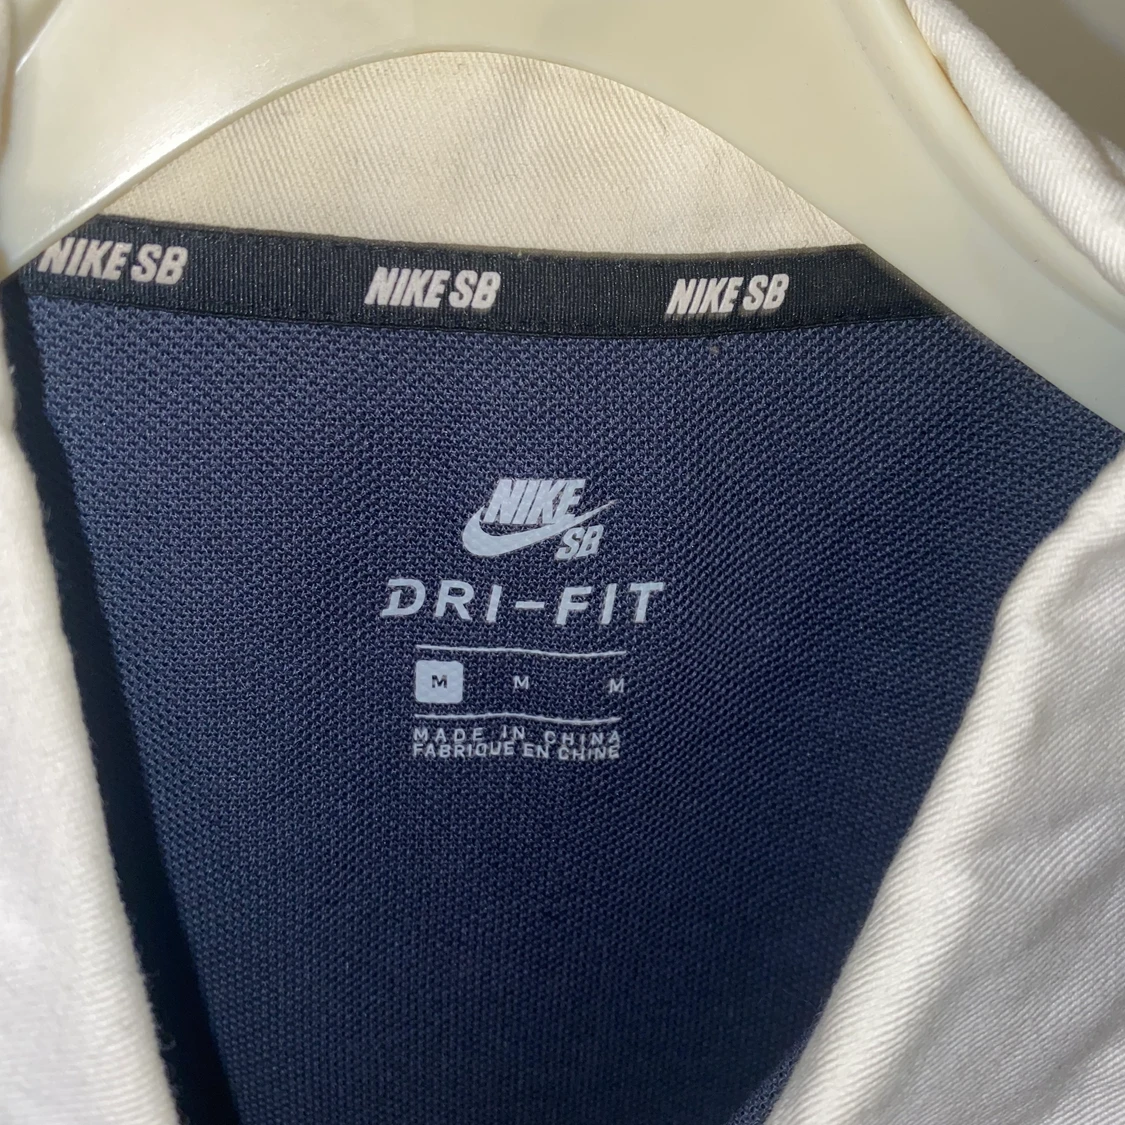 NIKE SB NIKE SB NIKE SB
NIKE
SB
DRI-FIT
M M M
MADE IN CHINA
FABRIQUE EN CHINE